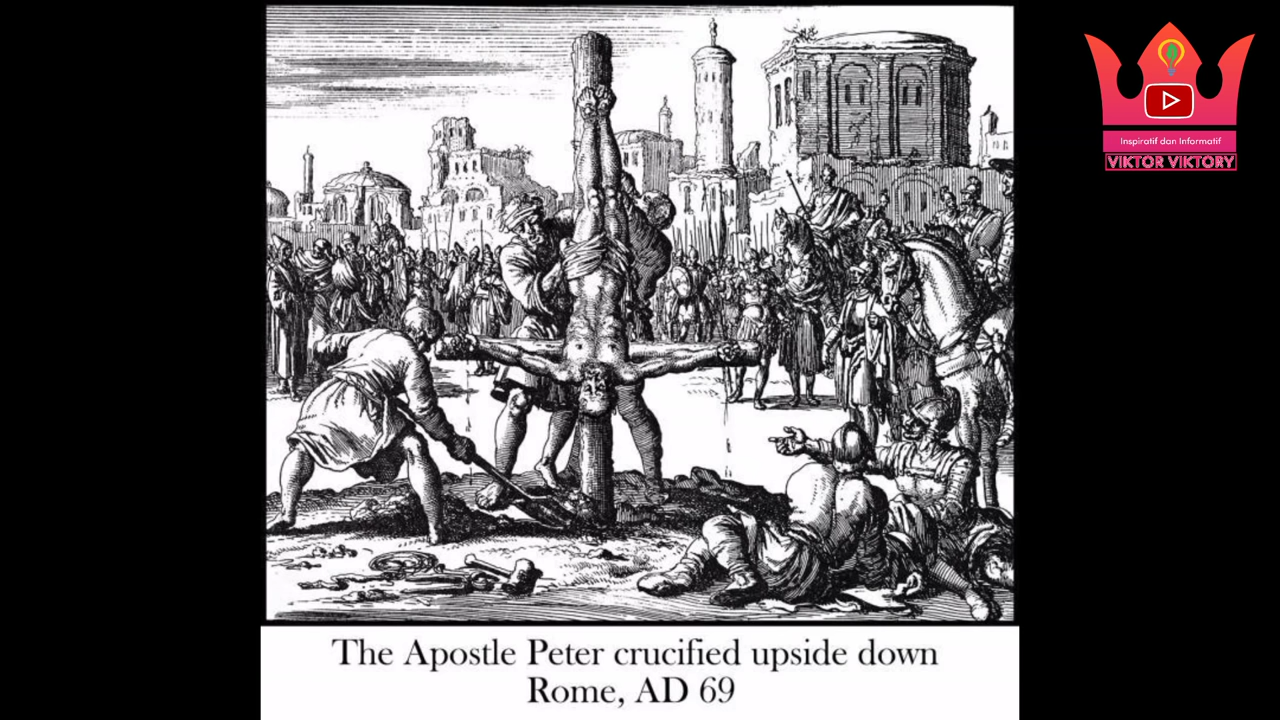 Inspiratif dan Informatif
VIKTOR VIKTORY
The Apostle Peter crucified upside down
Rome, AD 69